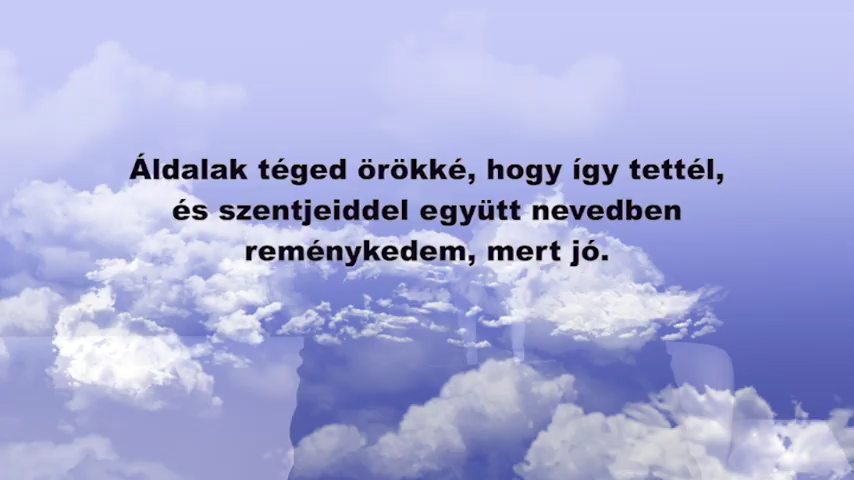 Áldalak téged örökké, hogy így tettél,
és szentjeiddel együtt nevedben
reménykedem, mert jó.